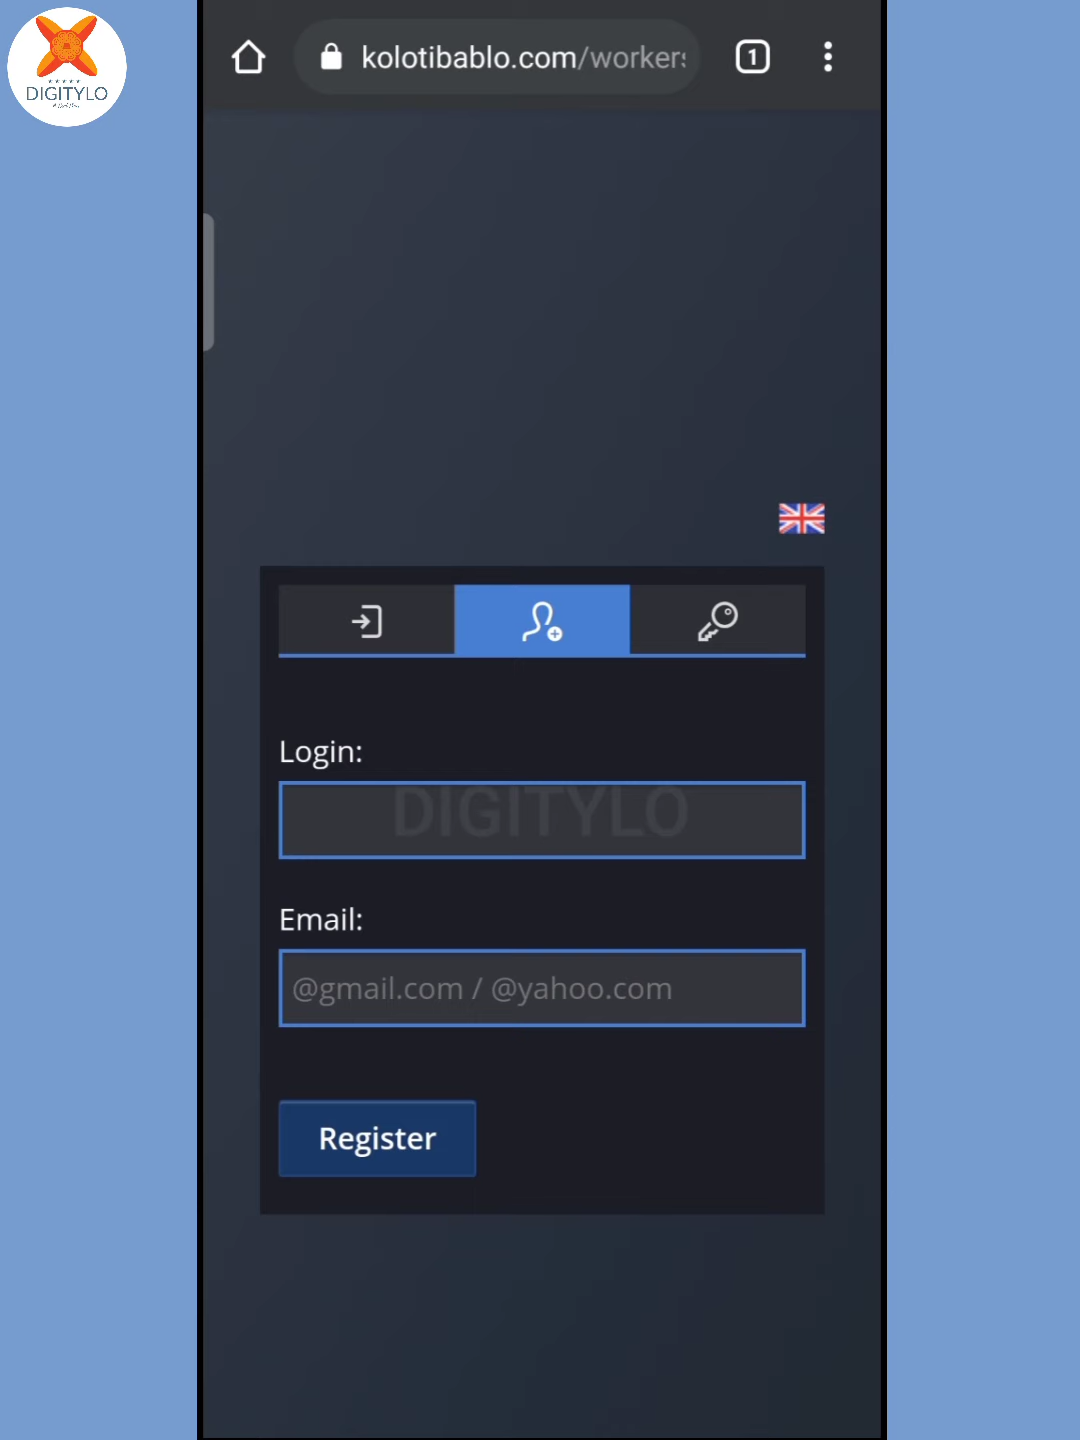 DIGITYLO
kolotibablo.com/workers
1
Login:
DIGITYLO
Email:
@gmail.com / @yahoo.com
Register